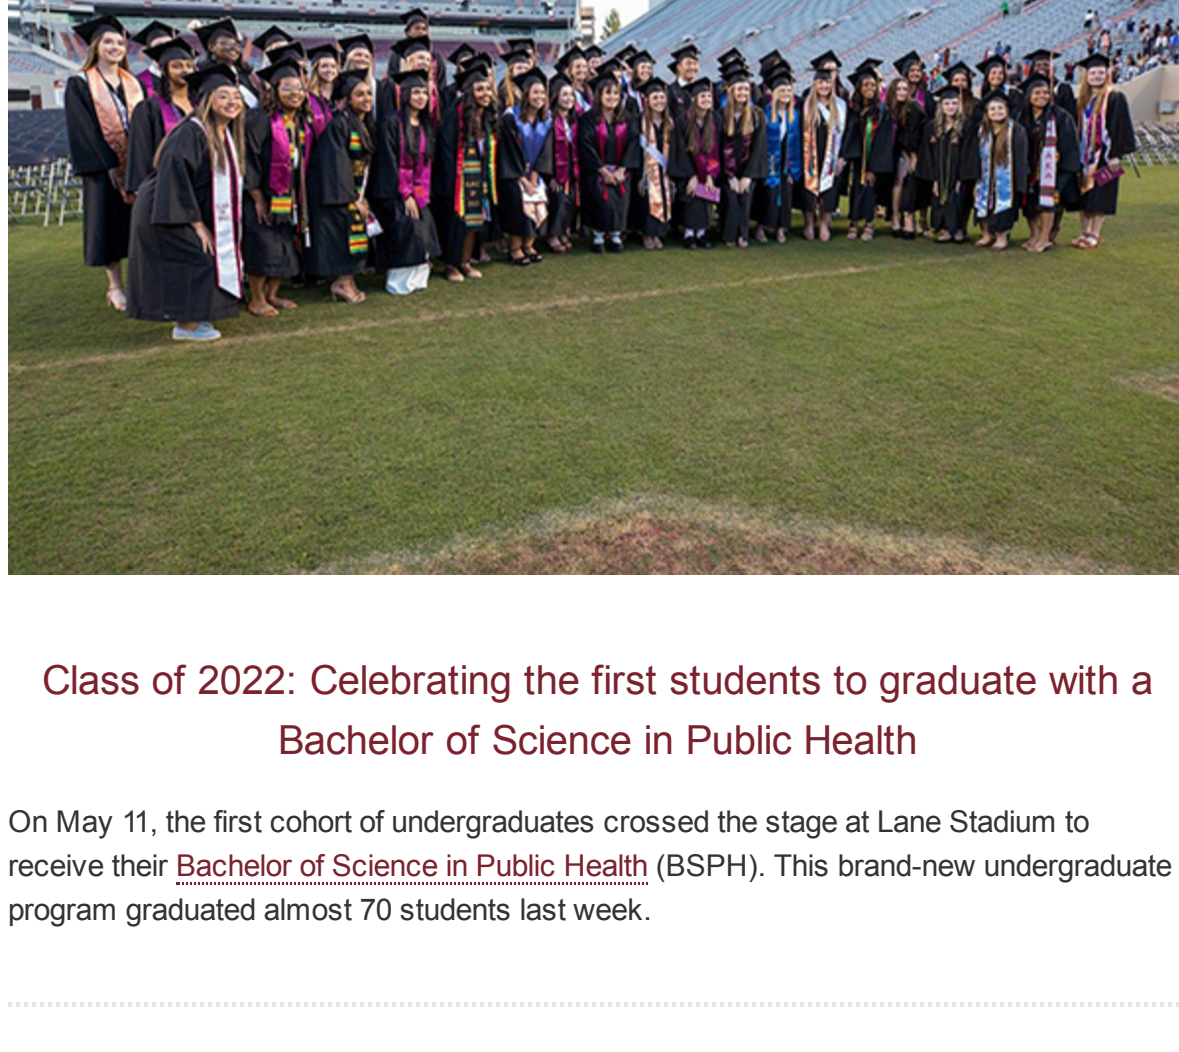 Class of 2022: Celebrating the first students to graduate with a
Bachelor of Science in Public Health
On May 11, the first cohort of undergraduates crossed the stage at Lane Stadium to
receive their Bachelor of Science in Public Health (BSPH). This brand-new undergraduate
program graduated almost 70 students last week.